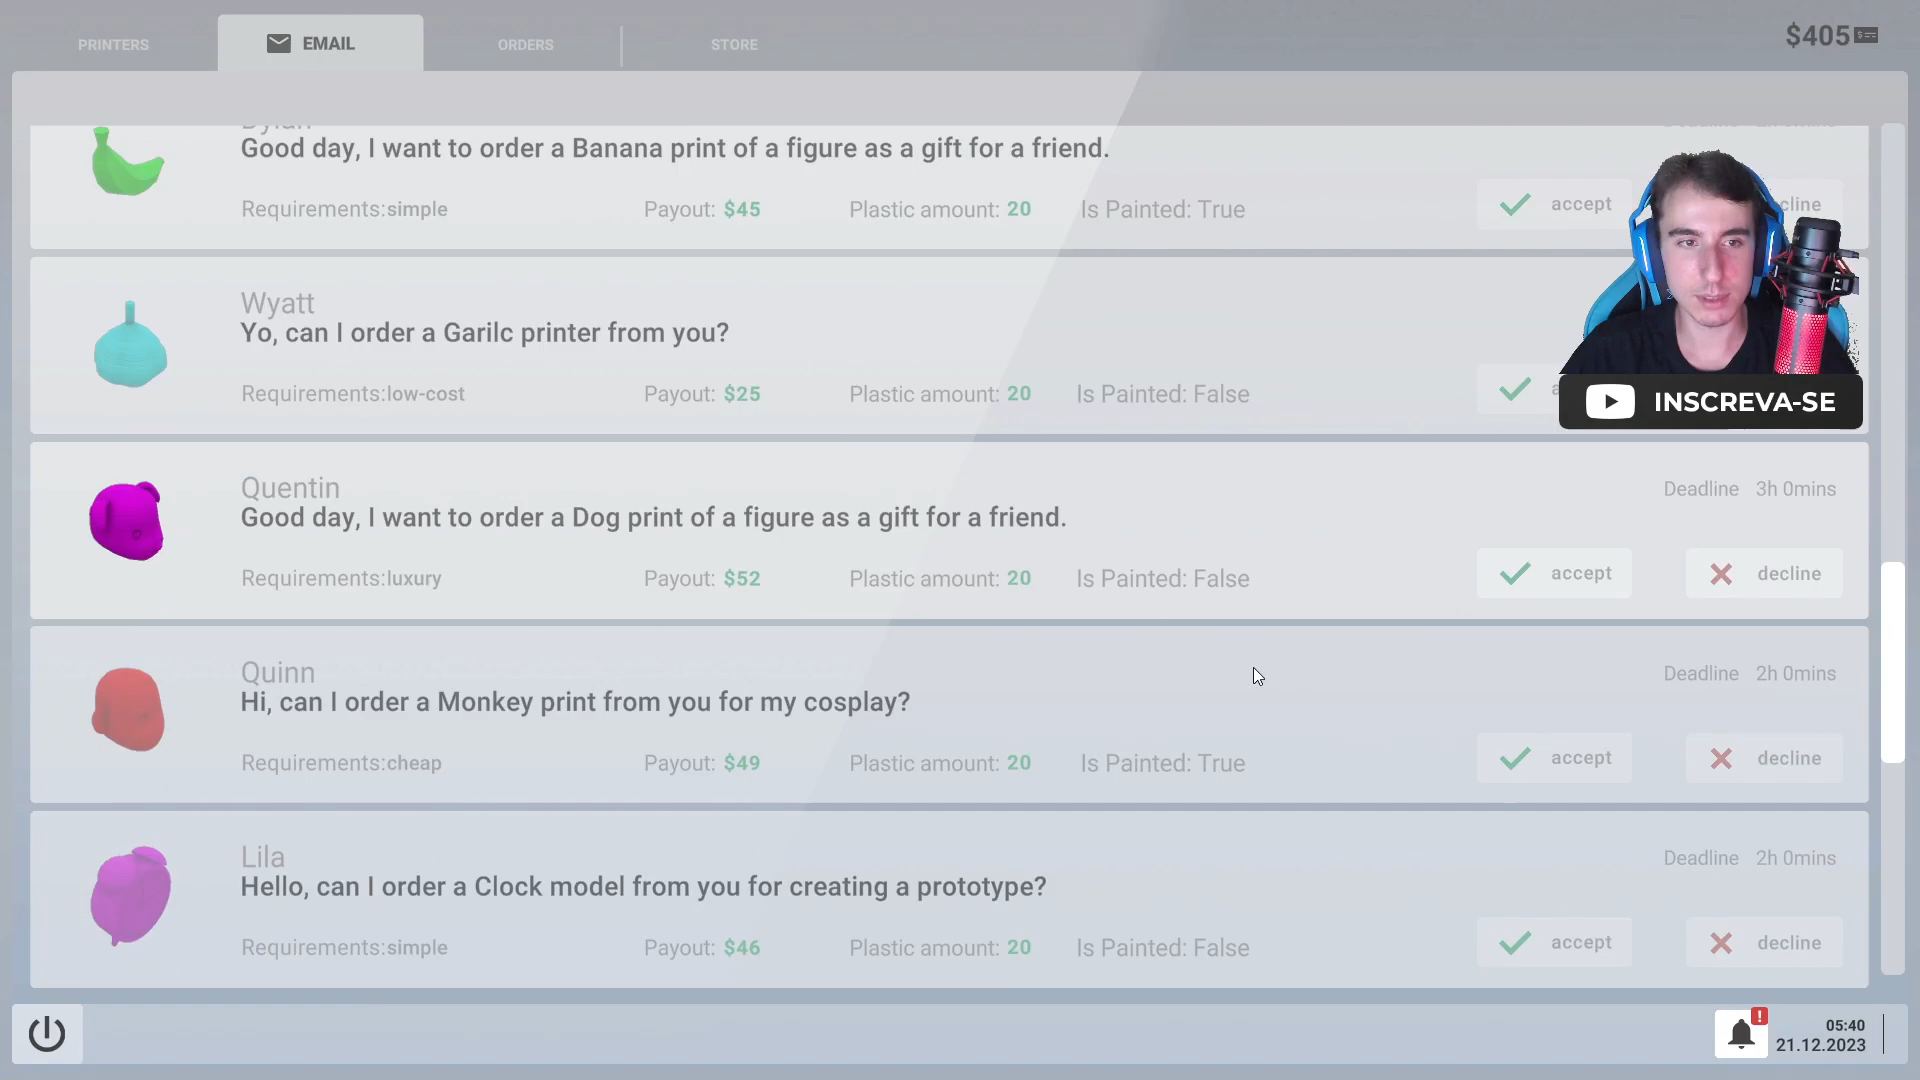 PRINTERS
EMAIL
ORDERS
STORE
$405
Good day, I want to order a Banana print of a figure as a gift for a friend.
Requirements:simple Payout: $45 Plastic amount: 20 Is Painted: True accept cline
Wyatt
Yo, can I order a Garilc printer from you?
Requirements:low-cost Payout: $25 Plastic amount: 20 Is Painted: False
INSCREVA-SE
Quentin Deadline 3h 0mins
Good day, I want to order a Dog print of a figure as a gift for a friend.
Requirements:luxury Payout: $52 Plastic amount: 20 Is Painted: False accept decline
Quinn Deadline 2h 0mins
Hi, can I order a Monkey print from you for my cosplay?
Requirements:cheap Payout: $49 Plastic amount: 20 Is Painted: True accept decline
Lila Deadline 2h 0mins
Hello, can I order a Clock model from you for creating a prototype?
Requirements:simple Payout: $46 Plastic amount: 20 Is Painted: False accept decline
!
05:40
21.12.2023